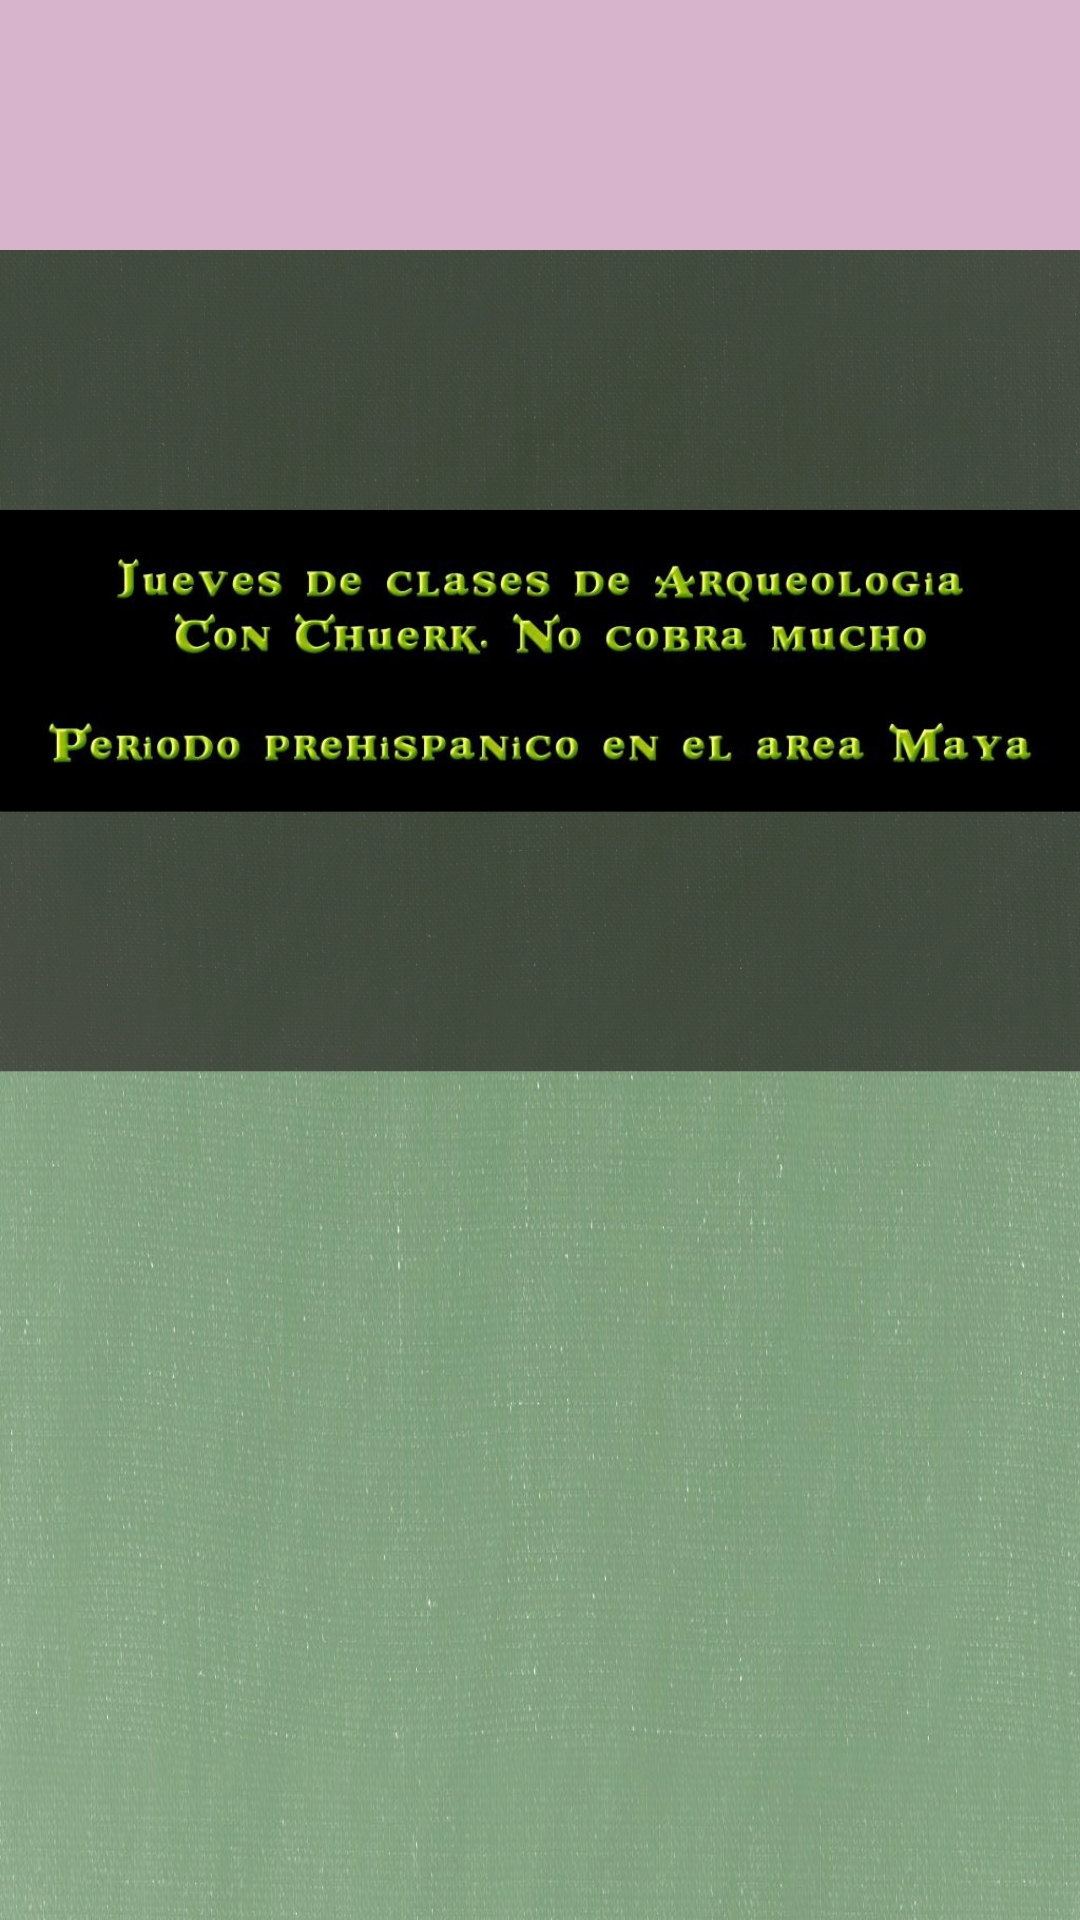 Jueves de clases de Arqueologia
Con Chuerk. No cobra mucho
Periodo prehispanico en el area Maya